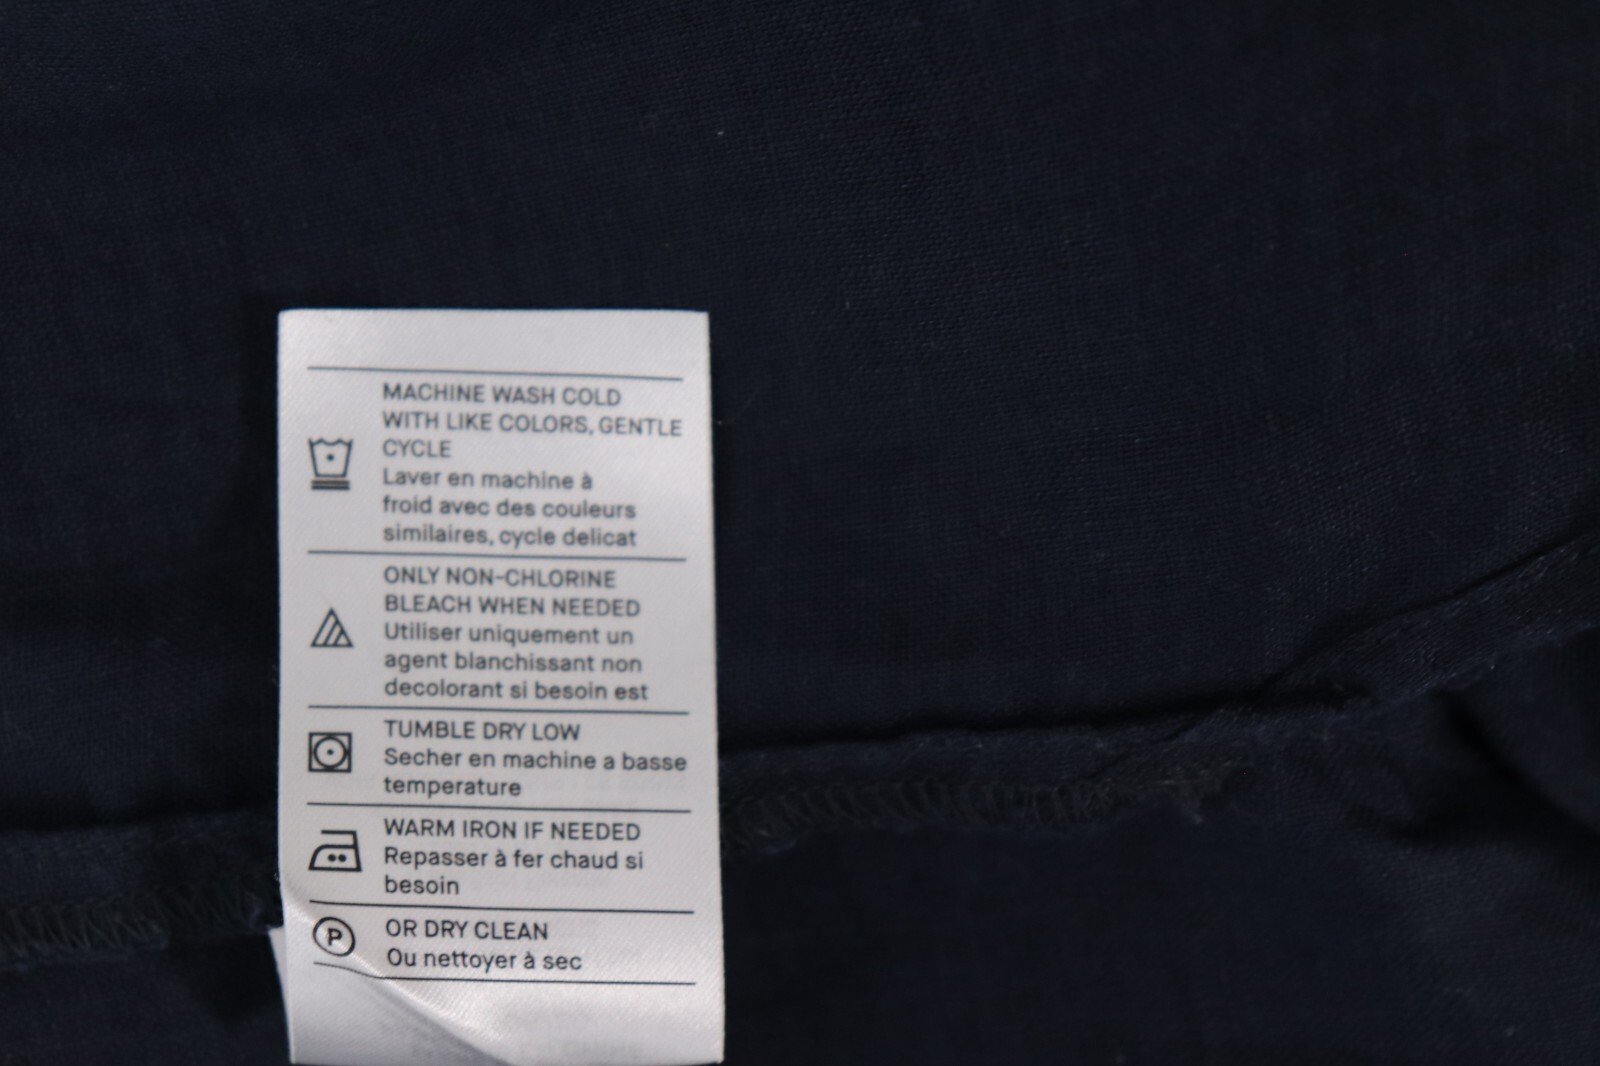 MACHINE WASH COLD
WITH LIKE COLORS, GENTLE
CYCLE
Laver en machine à
froid avec des couleurs
similaires, cycle delicat
ONLY NON-CHLORINE
BLEACH WHEN NEEDED
Utiliser uniquement un
agent blanchissant non
decolorant si besoin est
TUMBLE DRY LOW
Secher en machine a basse
temperature
WARM IRON IF NEEDED
Repasser à fer chaud si
besoin
P
OR DRY CLEAN
Ou nettoyer à sec